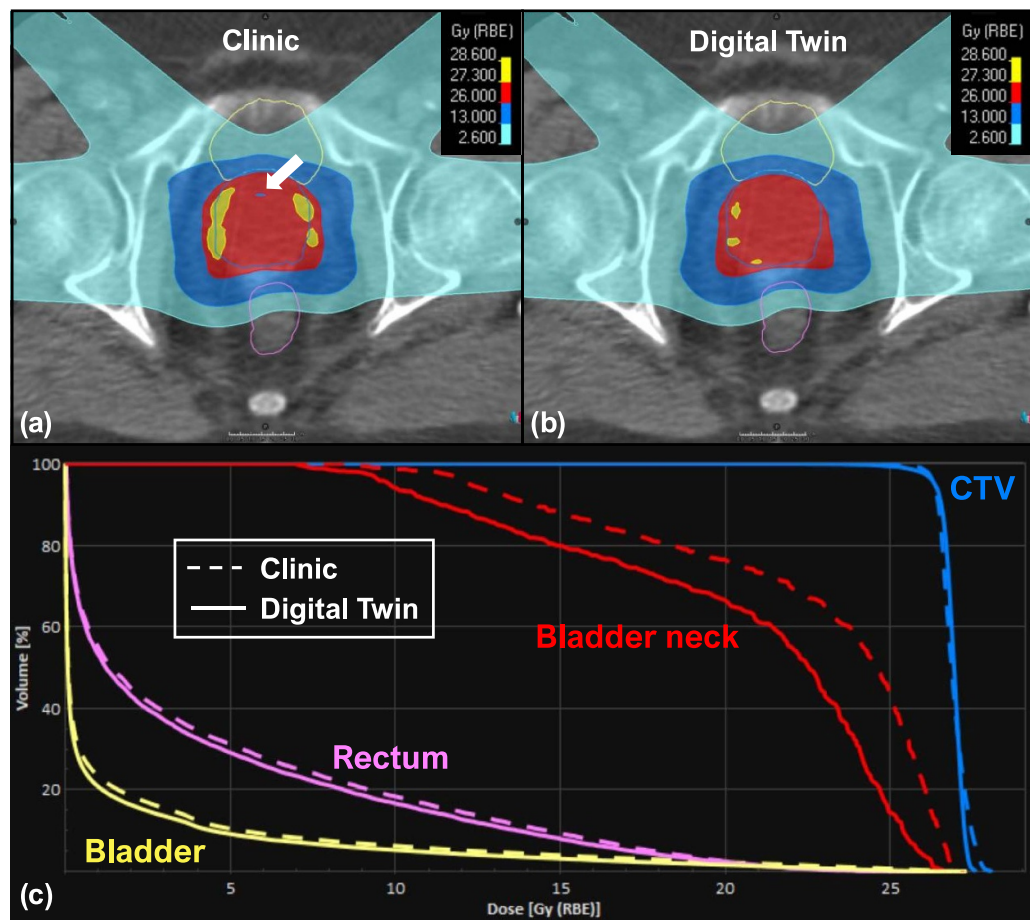 Clinic
Gy (RBE)
28.600
27.300
26.000
13.000
2.600
(a)
Digital Twin
Gy (RBE)
28.600
27.300
26.000
13.000
2.600
(b)
100
80
60
40
20
Volume [%]
CTV
Clinic
Digital Twin
Bladder neck
Rectum
Bladder
(c)
5
10
15
20
25
Dose [Gy (RBE)]